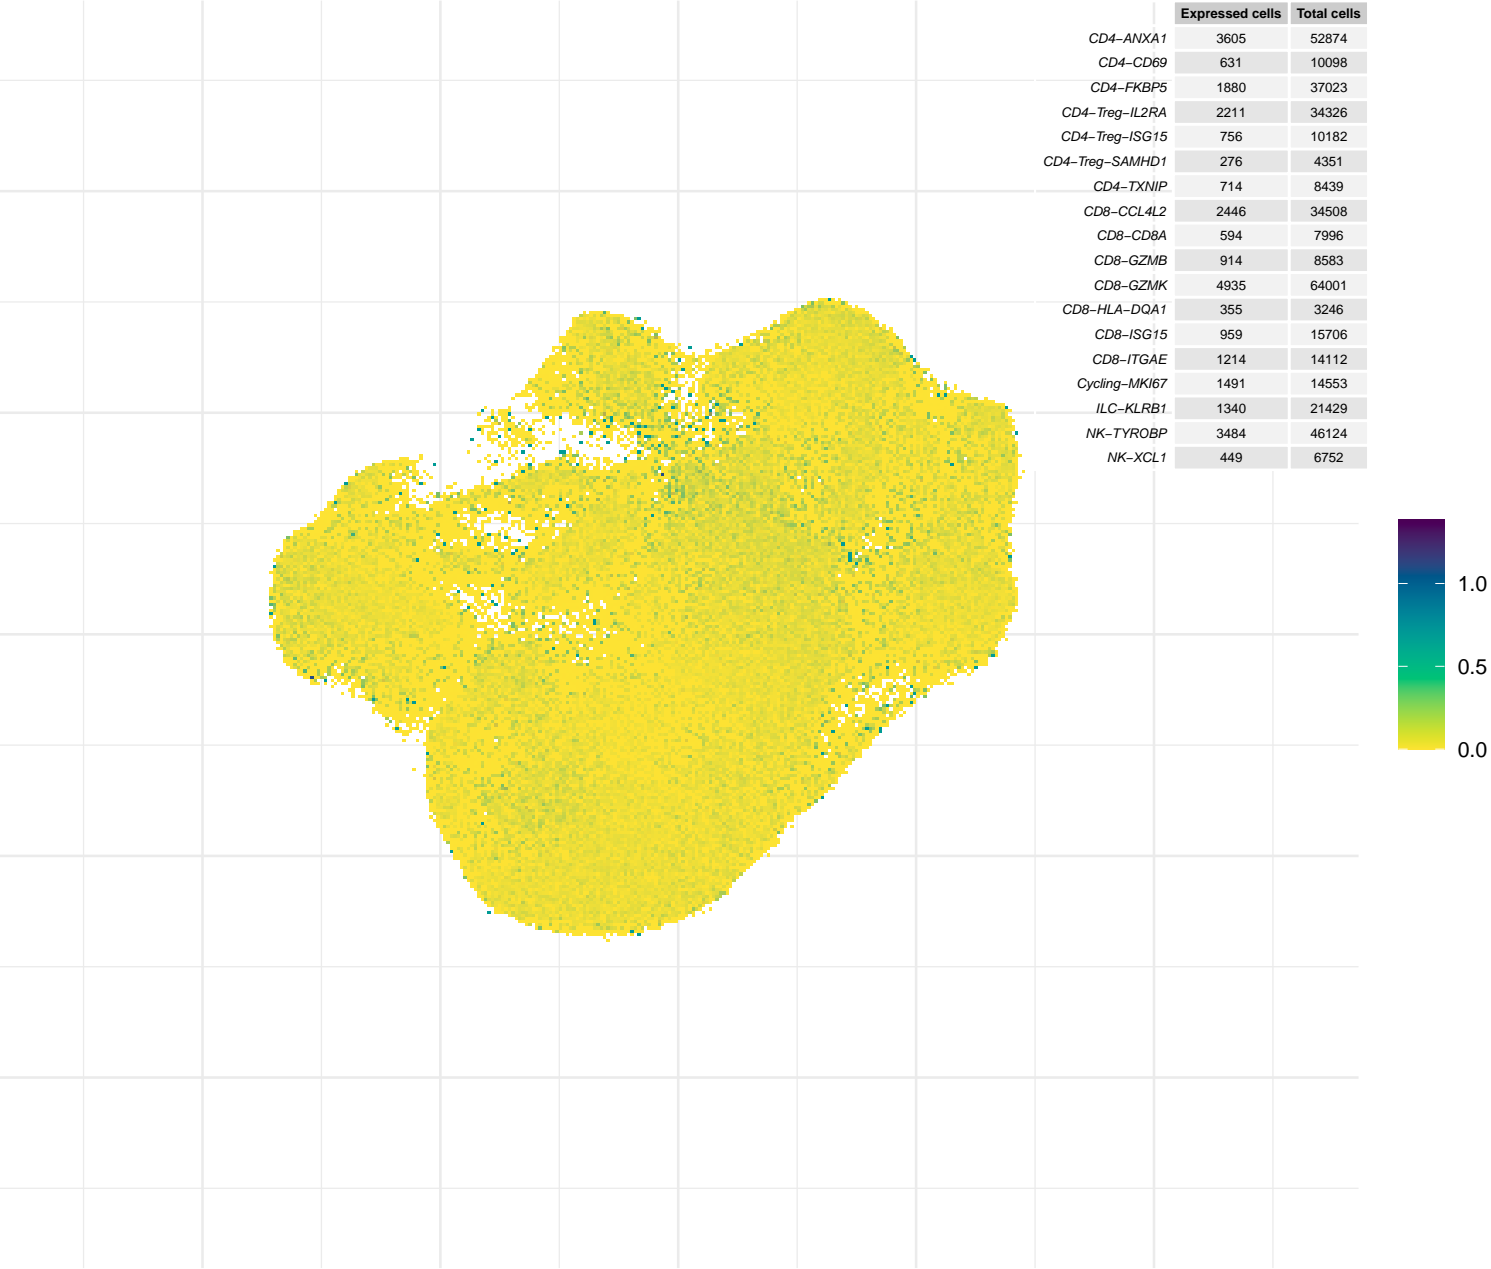 Expressed cells Total cells
CD4−ANXA1 3605 52874
CD4−CD69 631 10098
CD4−FKBP5 1880 37023
CD4−Treg−IL2RA 2211 34326
CD4−Treg−ISG15 756 10182
CD4−Treg−SAMHD1 276 4351
CD4−TXNIP 714 8439
CD8−CCL4L2 2446 34508
CD8−CD8A 594 7996
CD8−GZMB 914 8583
CD8−GZMK 4935 64001
CD8−HLA−DQA1 355 3246
CD8−ISG15 959 15706
CD8−ITGAE 1214 14112
Cycling−MKI67 1491 14553
ILC−KLRB1 1340 21429
NK−TYROBP 3484 46124
NK−XCL1 449 6752
1.0
0.5
0.0